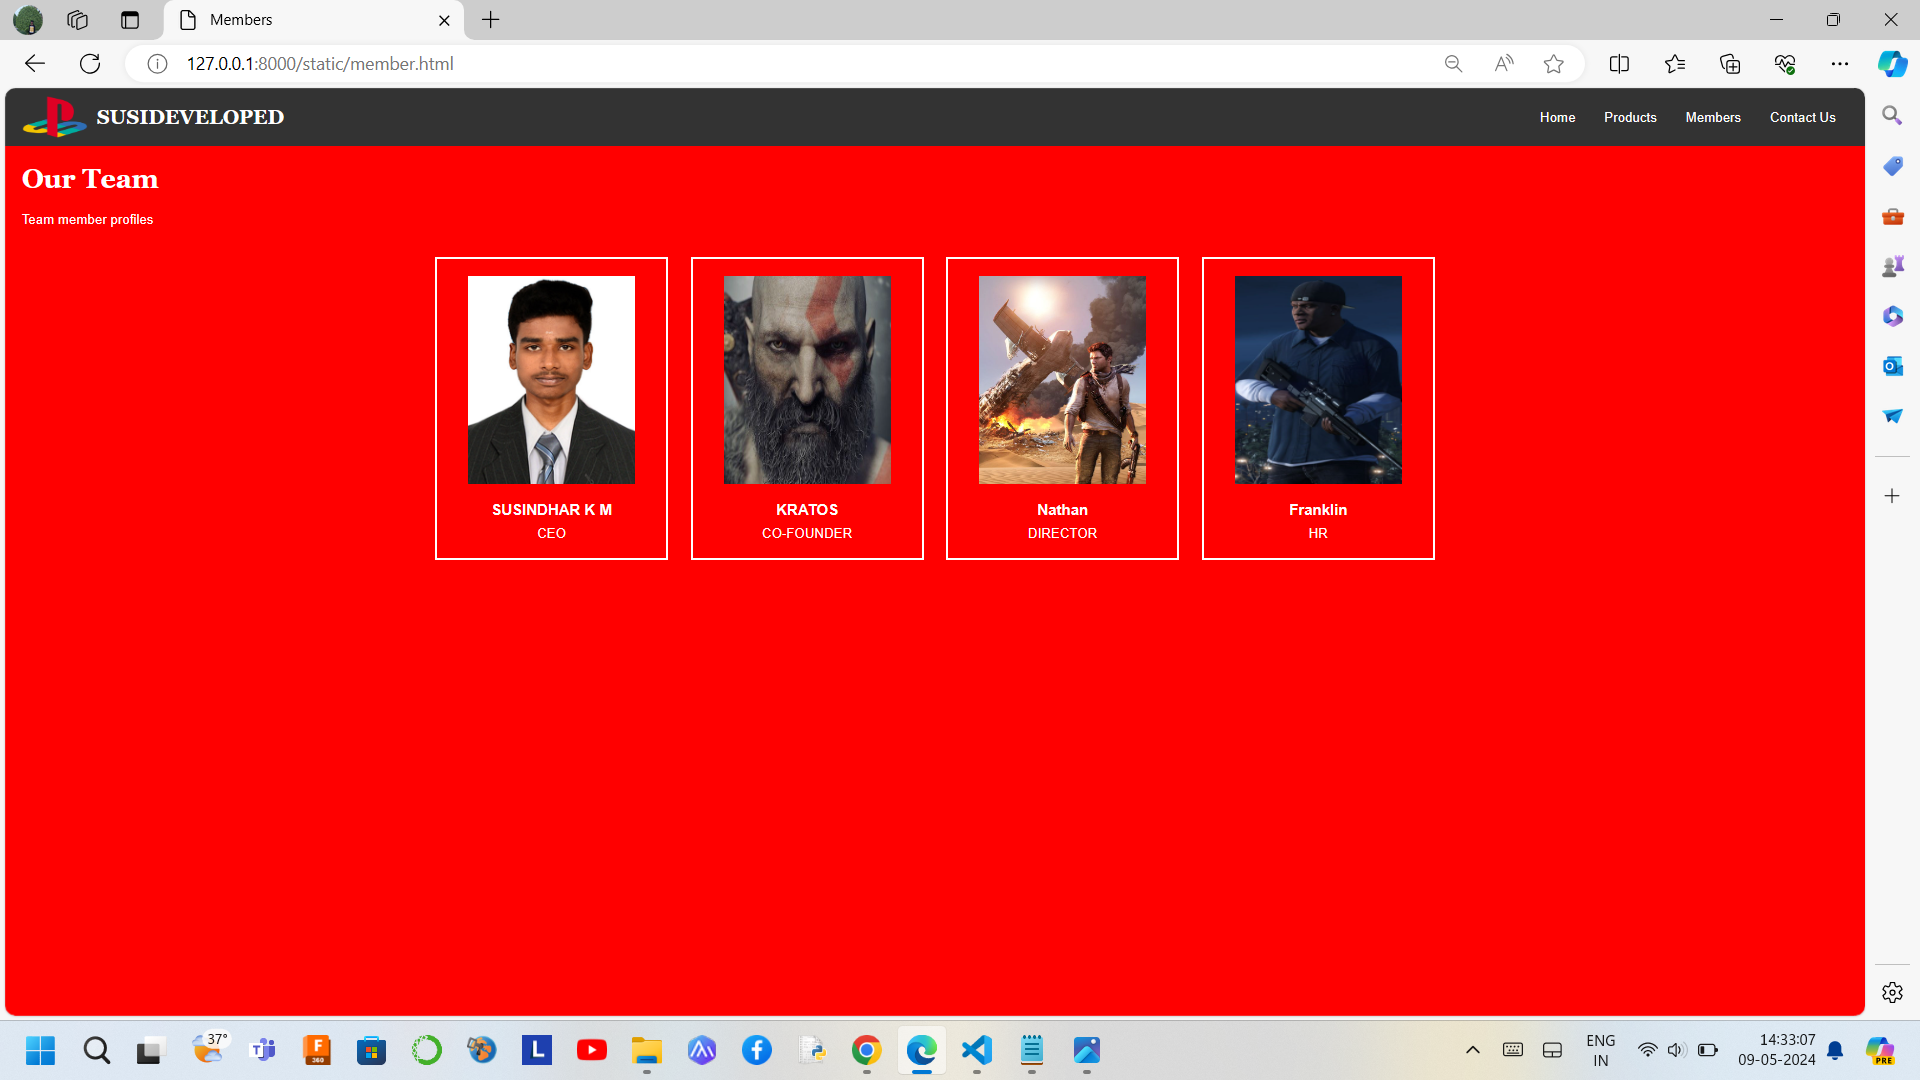 Members
127.0.0.1:8000/static/member.html
SUSIDEVELOPED
Home Products Members Contact Us
Our Team
Team member profiles
SUSINDHAR K M
CEO
KRATOS
CO-FOUNDER
Nathan
DIRECTOR
Franklin
HR
37°
F
360
L
ENG
IN
14:33:07
09-05-2024
PRE